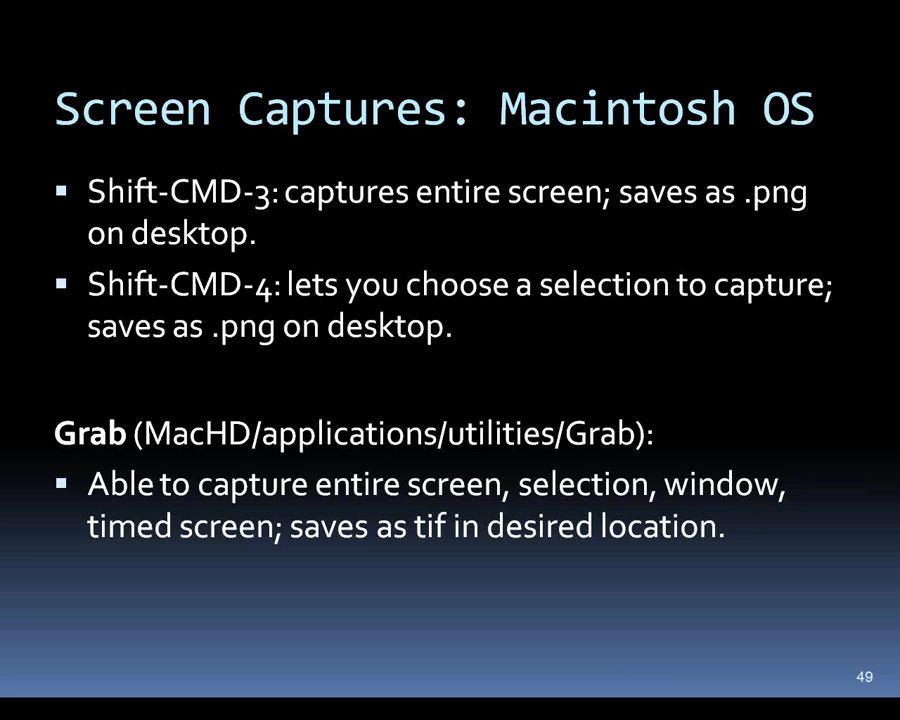 Screen Captures: Macintosh OS
▪ Shift-CMD-3: captures entire screen; saves as .png
on desktop.
▪ Shift-CMD-4: lets you choose a selection to capture;
saves as .png on desktop.
Grab (MacHD/applications/utilities/Grab):
▪ Able to capture entire screen, selection, window,
timed screen; saves as tif in desired location.
49